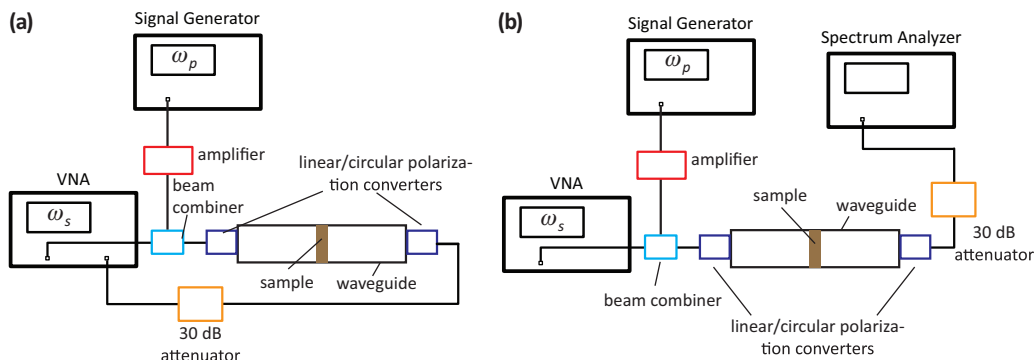 (a)
Signal Generator
ωp
amplifier
beam
combiner
linear/circular polariza-
tion converters
VNA
ωs
sample
waveguide
30 dB
attenuator
(b)
Signal Generator
ωp
Spectrum Analyzer
amplifier
VNA
ωs
sample
waveguide
30 dB
attenuator
beam combiner
linear/circular polariza-
tion converters